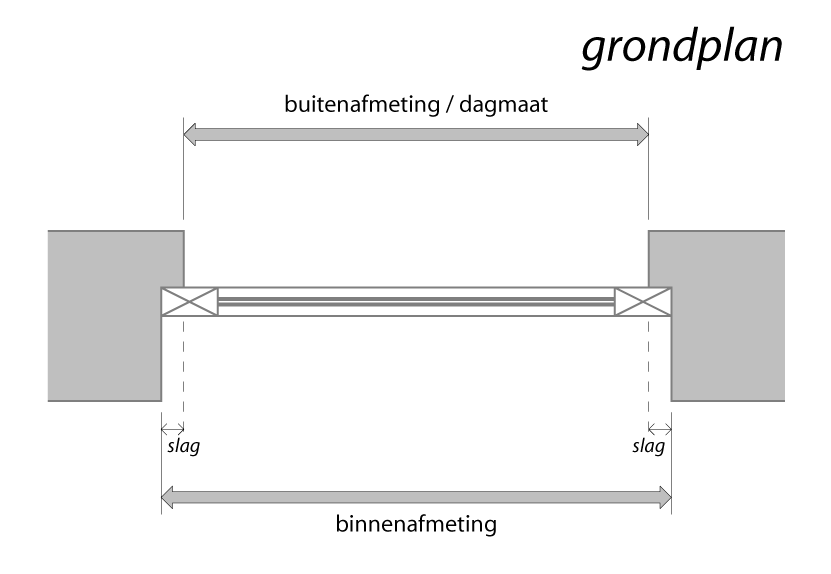 grondplan
buitenafmeting / dagmaat
slag
slag
binnenafmeting